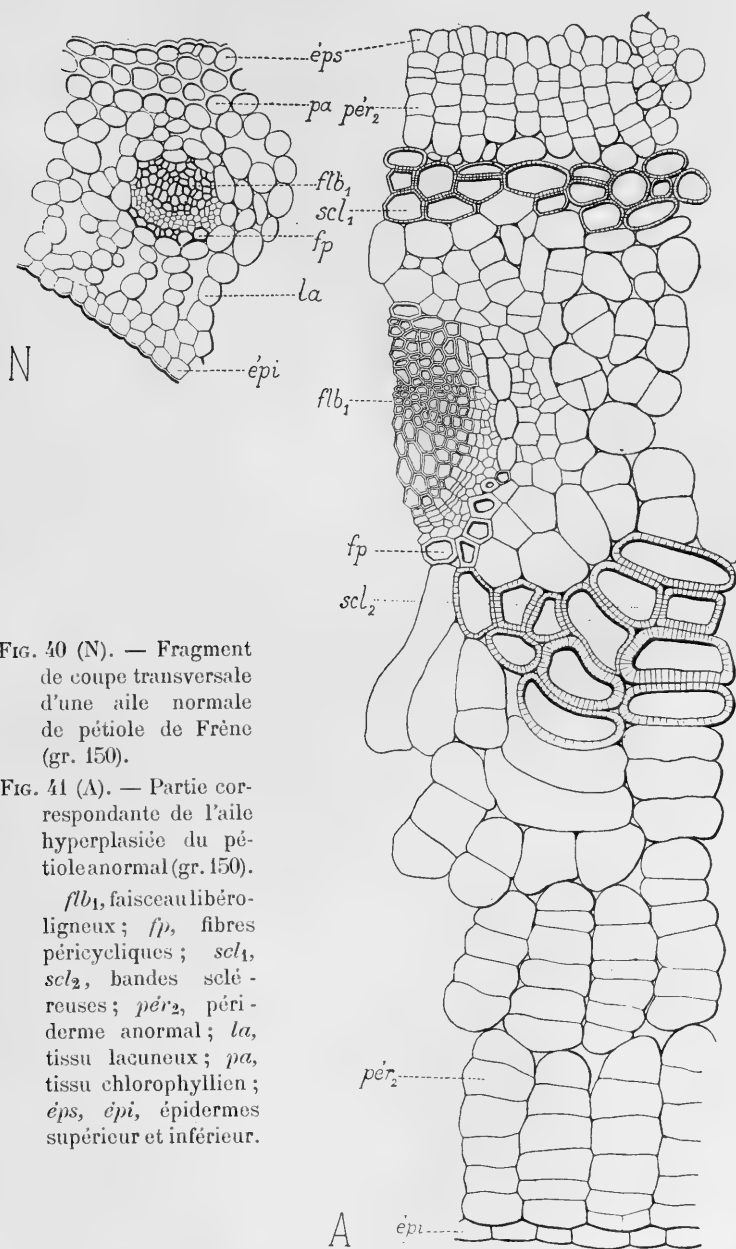 éps
pa pér₂
flb₁
scl₁
fp
la
N
épi
flb₁
fp
scl₂
FIG. 40 (N). — Fragment
de coupe transversale
d'une aile normale
de pétiole de Frêne
(gr. 150).
FIG. 41 (A). — Partie cor-
respondante de l'aile
hyperplasiée du pé-
tiole anormal (gr. 150).
flb₁, faisceau libéro-
ligneux ; fp, fibres
péricycliques ; scl₁,
scl₂, bandes sclé-
reuses ; pér₂, péri-
derme anormal ; la,
tissu lacuneux ; pa,
tissu chlorophyllien ;
éps, épi, épidermes
supérieur et inférieur.
pér₂
A
épi